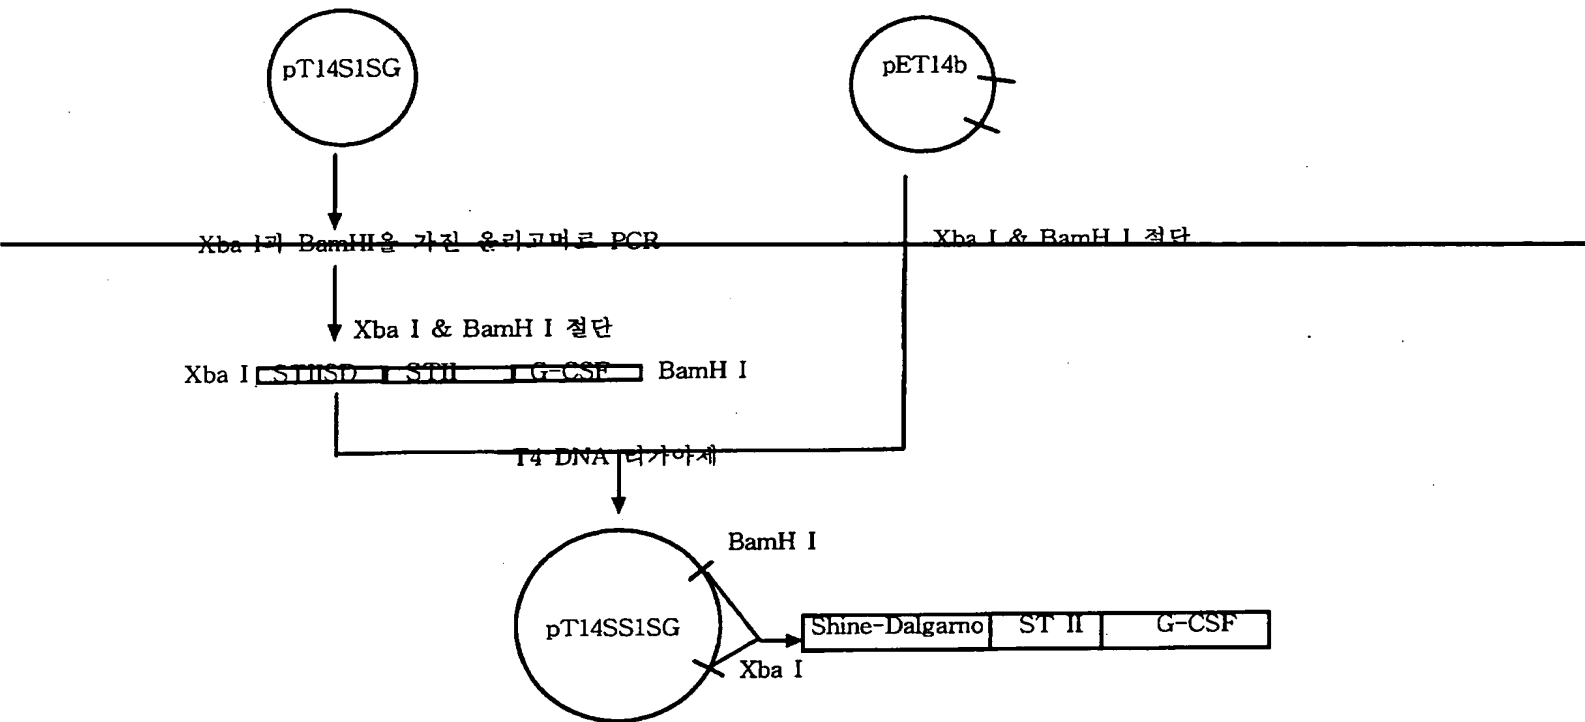 pT14S1SG
pET14b
Xba I과 BamHI을 가진 올리고머로 PCR
Xba I & BamH I 절단
Xba I & BamH I 절단
Xba I STIISD STII G-CSF BamH I
T4 DNA 리가아제
BamH I
pT14SS1SG
Shine-Dalgarno ST II G-CSF
Xba I